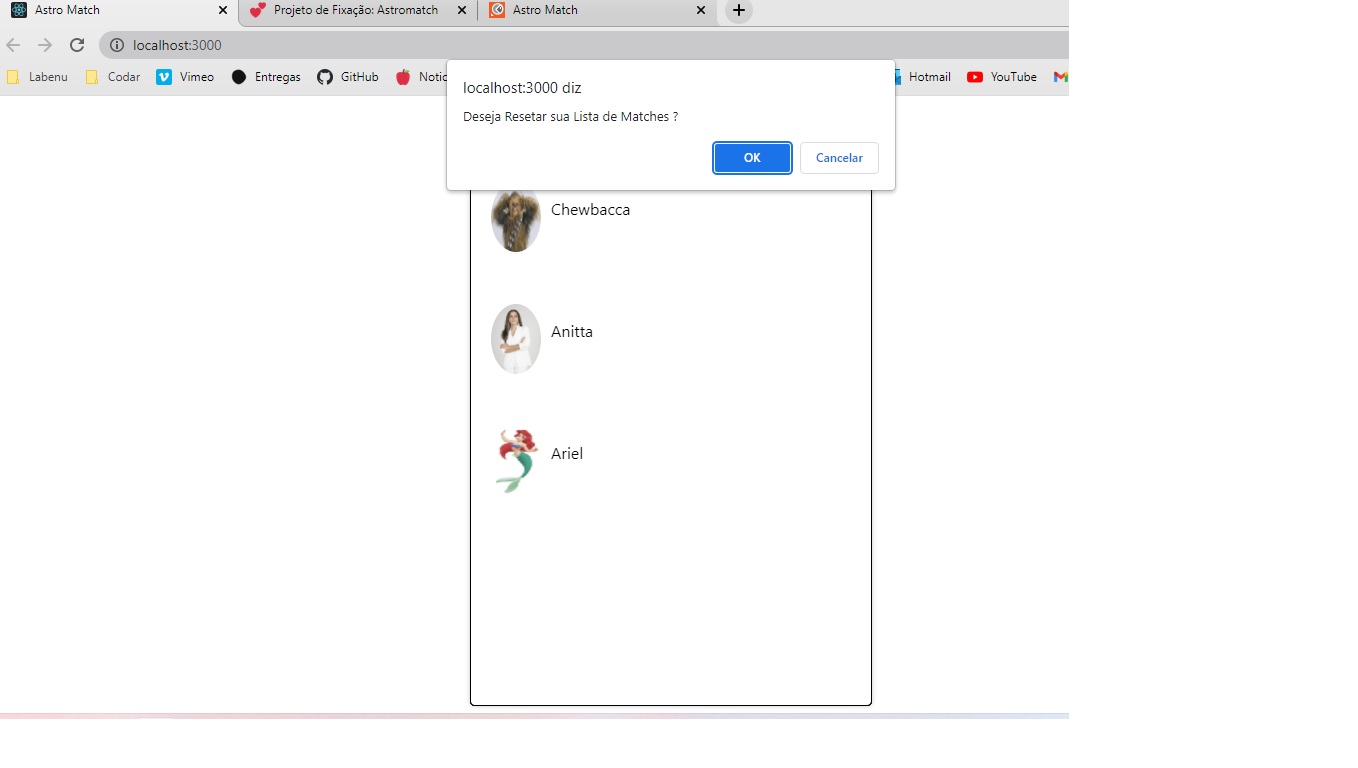 Astro Match
Projeto de Fixação: Astromatch
Astro Match
localhost:3000
Labenu
Codar
Vimeo
Entregas
GitHub
Hotmail
YouTube
localhost:3000 diz
Deseja Resetar sua Lista de Matches ?
OK
Cancelar
Chewbacca
Anitta
Ariel